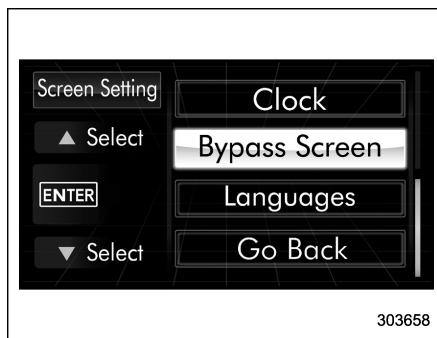 Screen Setting
▲ Select
ENTER
▼ Select
Clock
Bypass Screen
Languages
Go Back
303658